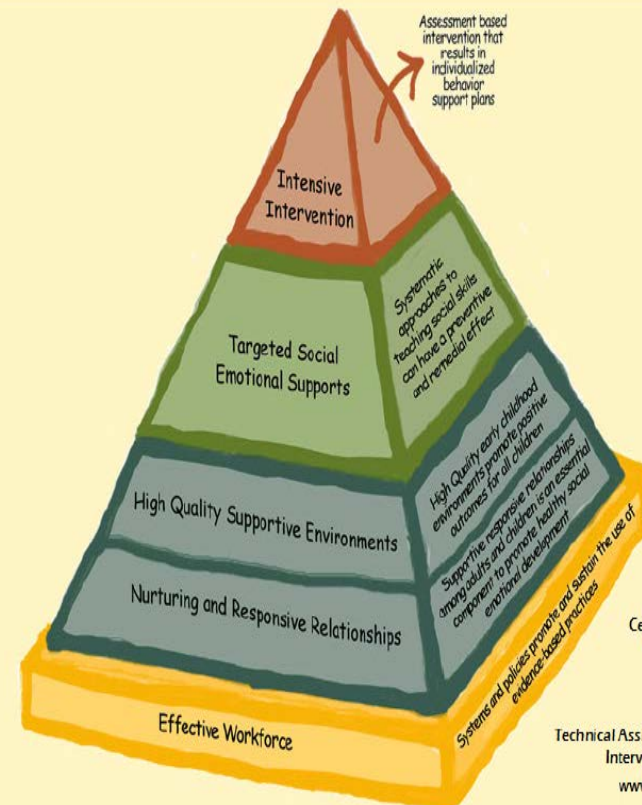 Assessment based
intervention that
results in
individualized
behavior
support plans
Intensive
Intervention
Systematic
approaches to
teaching social skills
can have a preventive
and remedial effect
Targeted Social
Emotional Supports
High Quality early childhood
environments promote positive
outcomes for all children
High Quality Supportive Environments
Supportive responsive relationships
among adults and children is an essential
component to promote healthy social
emotional development
Nurturing and Responsive Relationships
Systems and policies promote and sustain the use of
evidence-based practices
Effective Workforce
Ce
Technical Ass
Interv
www